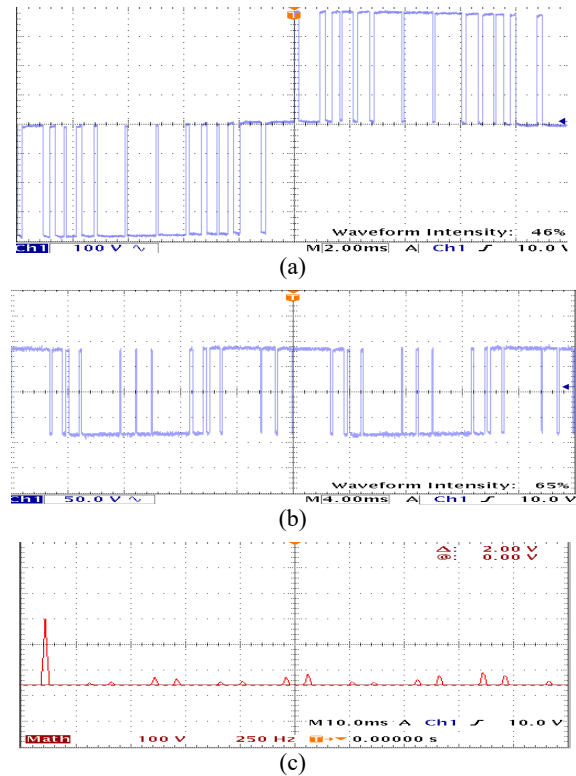 T
Waveform Intensity: 46%
Ch1 100 V ∿ M 2.00ms A Ch1 ƒ 10.0 V
(a)
T
Waveform Intensity: 65%
Ch1 50.0 V ∿ M 4.00ms A Ch1 ƒ 10.0 V
(b)
Δ: 2.00 V
@: 0.00 V
M 10.0ms A Ch1 ƒ 10.0 V
Math 100 V 250 Hz T 0.00000 s
(c)